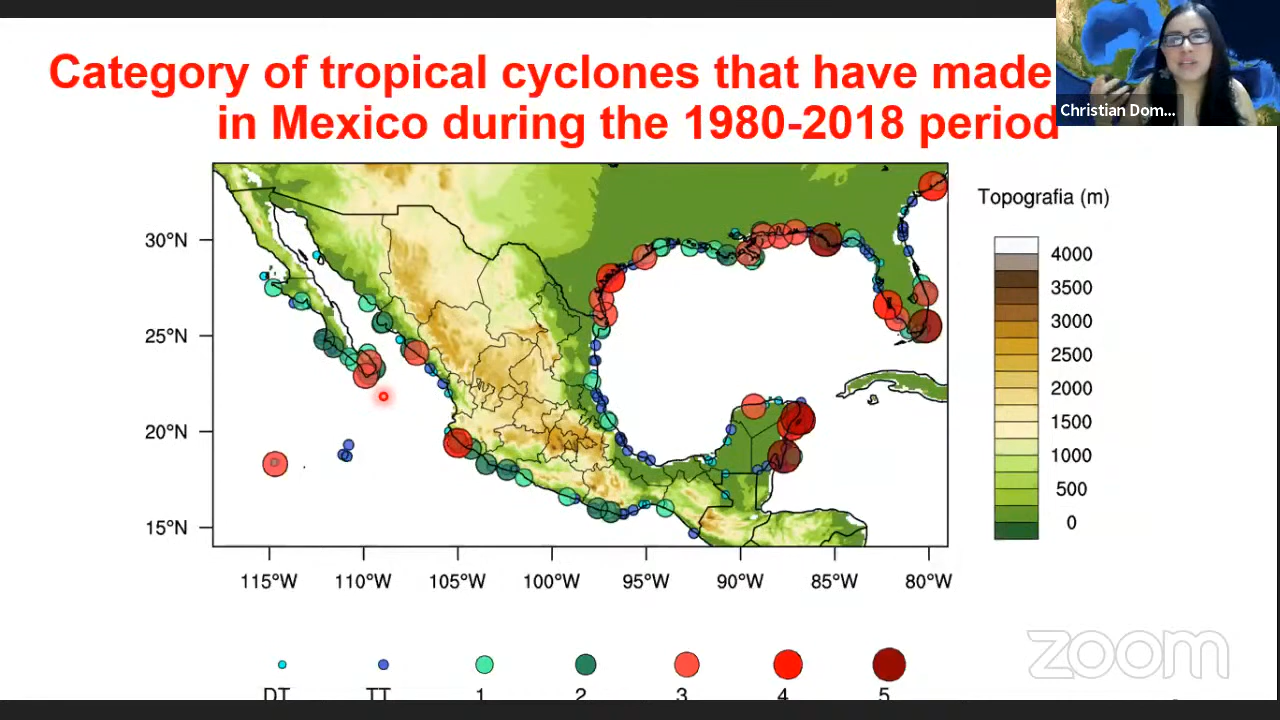 Category of tropical cyclones that have made
in Mexico during the 1980-2018 period
Christian Dom...
Topografia (m)
4000
3500
3000
2500
2000
1500
1000
500
0
30°N
25°N
20°N
15°N
115°W 110°W 105°W 100°W 95°W 90°W 85°W 80°W
DT TT 1 2 3 4 5
zoom